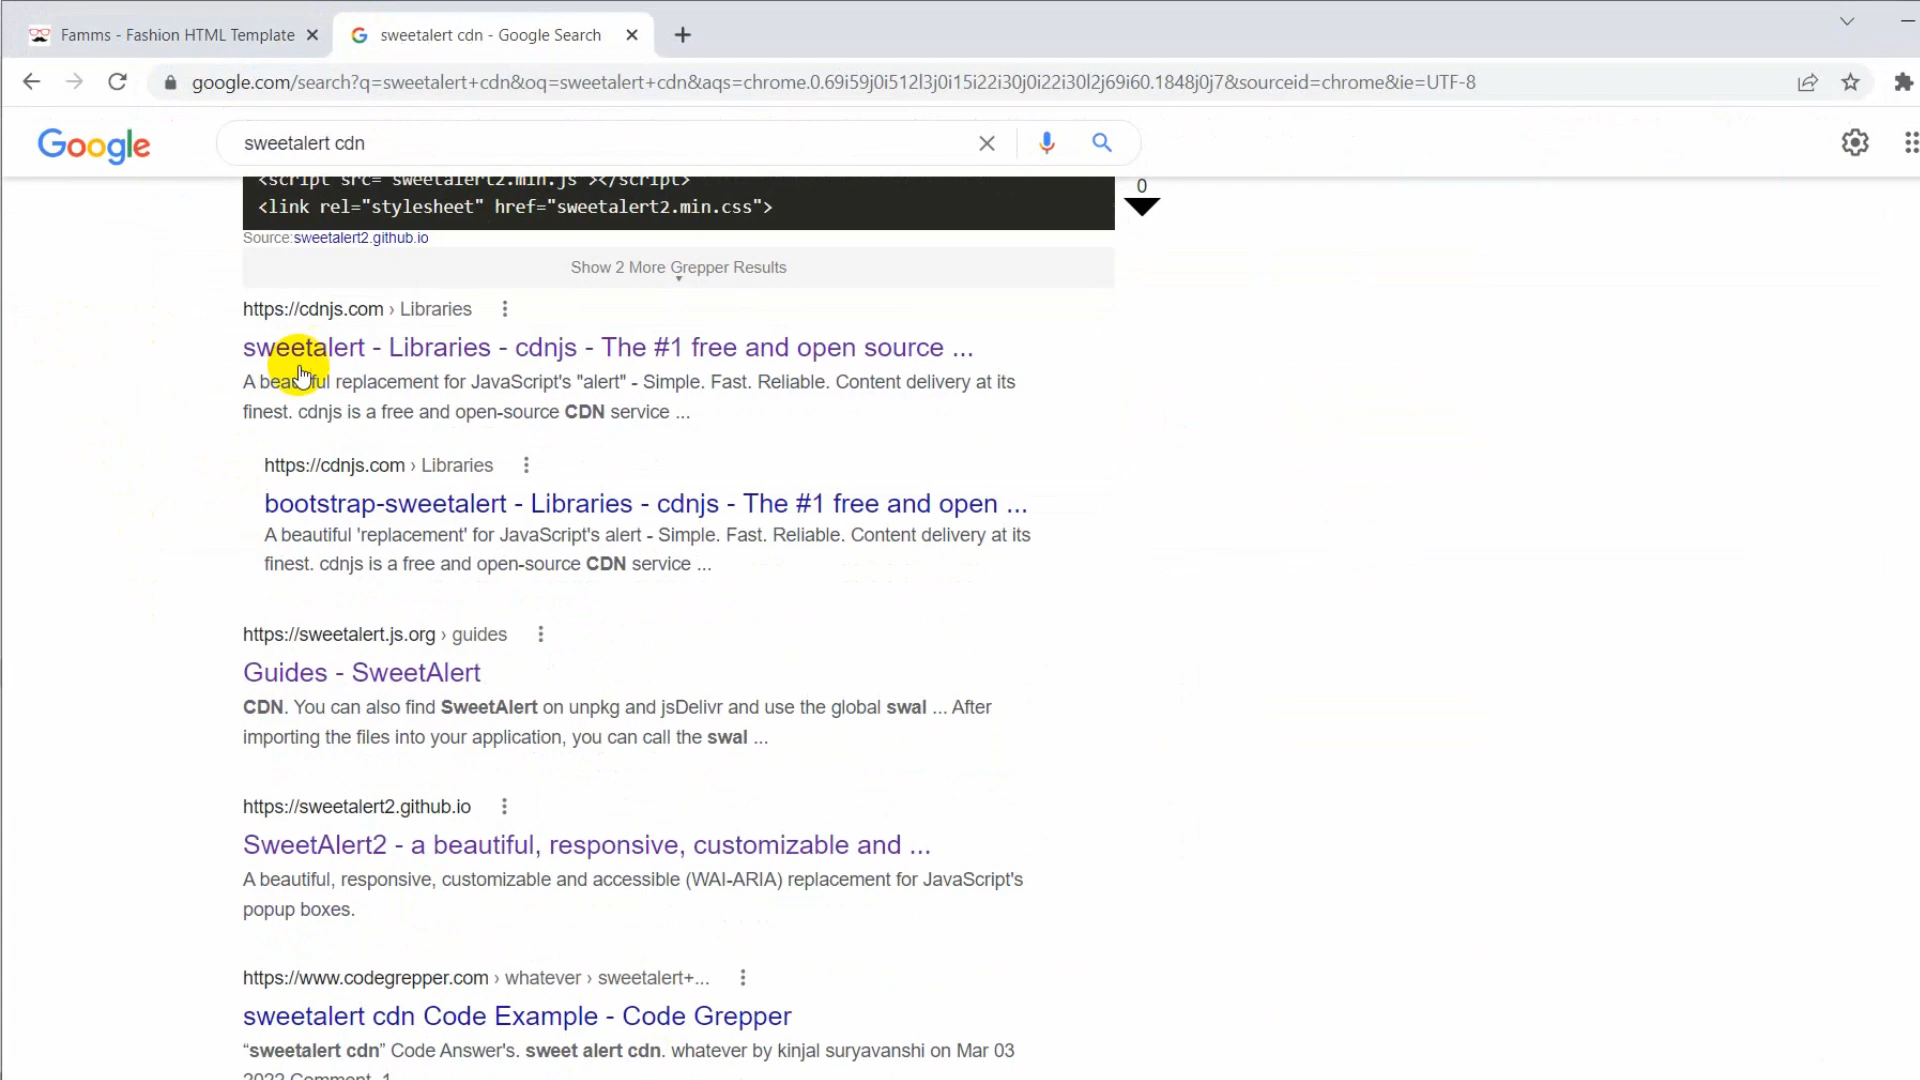 Famms - Fashion HTML Template
sweetalert cdn - Google Search
google.com/search?q=sweetalert+cdn&oq=sweetalert+cdn&aqs=chrome.0.69i59j0i512l3j0i15i22i30j0i22i30l2j69i60.1848j0j7&sourceid=chrome&ie=UTF-8
Google
sweetalert cdn
<script src="sweetalert2.min.js"></script>
0
<link rel="stylesheet" href="sweetalert2.min.css">
Source:sweetalert2.github.io
Show 2 More Grepper Results
https://cdnjs.com › Libraries
sweetalert - Libraries - cdnjs - The #1 free and open source ...
A beautiful replacement for JavaScript's "alert" - Simple. Fast. Reliable. Content delivery at its
finest. cdnjs is a free and open-source CDN service ...
https://cdnjs.com › Libraries
bootstrap-sweetalert - Libraries - cdnjs - The #1 free and open ...
A beautiful 'replacement' for JavaScript's alert - Simple. Fast. Reliable. Content delivery at its
finest. cdnjs is a free and open-source CDN service ...
https://sweetalert.js.org › guides
Guides - SweetAlert
CDN. You can also find SweetAlert on unpkg and jsDelivr and use the global swal ... After
importing the files into your application, you can call the swal ...
https://sweetalert2.github.io
SweetAlert2 - a beautiful, responsive, customizable and ...
A beautiful, responsive, customizable and accessible (WAI-ARIA) replacement for JavaScript's
popup boxes.
https://www.codegrepper.com › whatever › sweetalert+...
sweetalert cdn Code Example - Code Grepper
“sweetalert cdn” Code Answer's. sweet alert cdn. whatever by kinjal suryavanshi on Mar 03
2022 Comment. 1